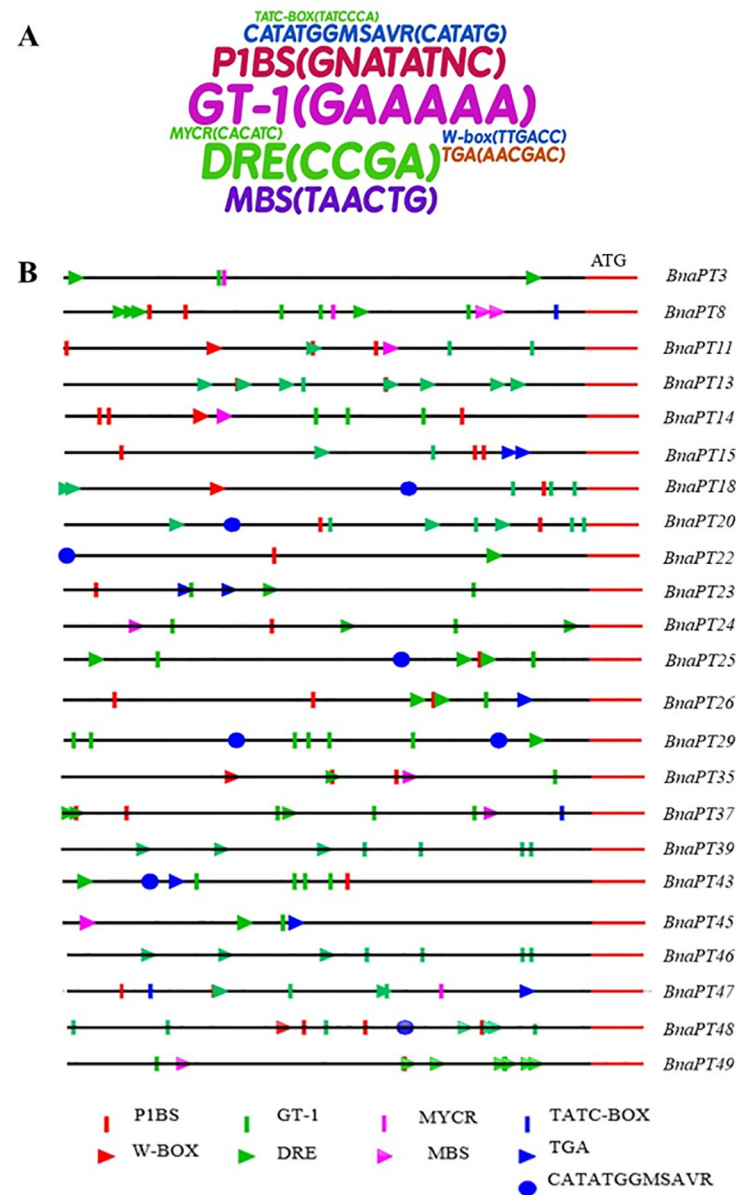 A
TATC-BOX(TATCCCA)
CATATGGMSAVR(CATATG)
P1BS(GNATATNC)
GT-1(GAAAAA)
MYCR(CACATC)
W-box(TTGACC)
DRE(CCGA)
TGA(AACGAC)
MBS(TAACTG)
B
ATG
BnaPT3
BnaPT8
BnaPT11
BnaPT13
BnaPT14
BnaPT15
BnaPT18
BnaPT20
BnaPT22
BnaPT23
BnaPT24
BnaPT25
BnaPT26
BnaPT29
BnaPT35
BnaPT37
BnaPT39
BnaPT43
BnaPT45
BnaPT46
BnaPT47
BnaPT48
BnaPT49
P1BS GT-1 MYCR TATC-BOX
W-BOX DRE MBS TGA
CATATGGMSAVR